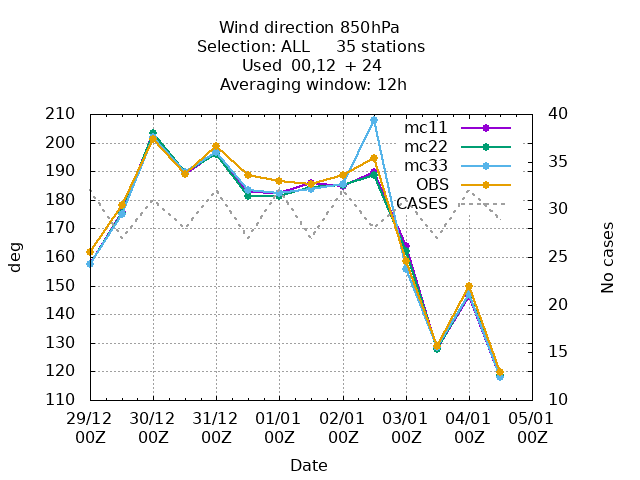 Wind direction 850hPa
Selection: ALL 35 stations
Used 00,12 + 24
Averaging window: 12h
210
200
190
180
170
160
150
140
130
120
110
deg
40
35
30
25
20
15
10
No cases
mc11
mc22
mc33
OBS
CASES
29/12 30/12 31/12 01/01 02/01 03/01 04/01 05/01
00Z 00Z 00Z 00Z 00Z 00Z 00Z 00Z
Date